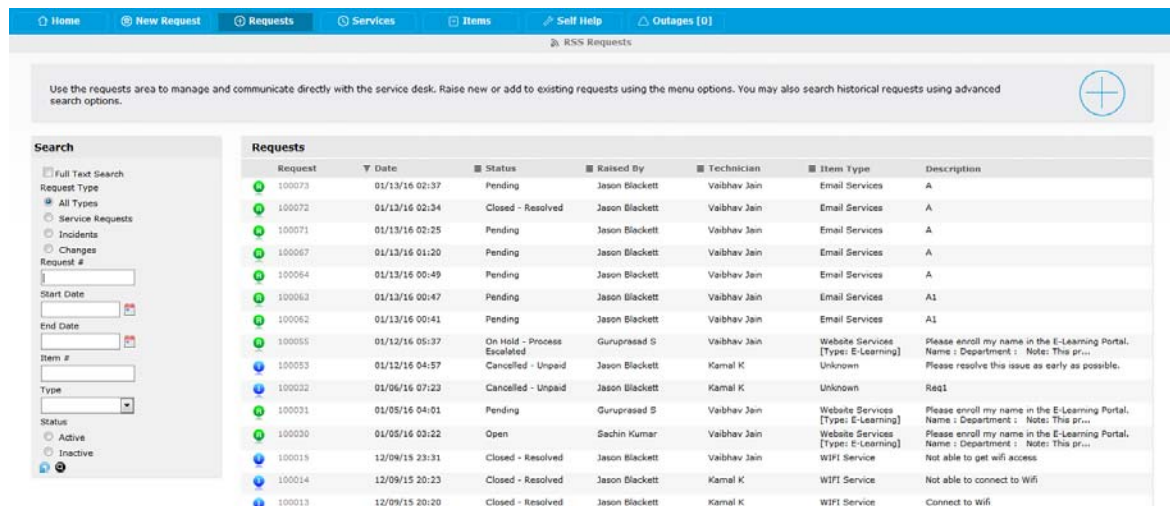 Home New Request Requests Services Items Self Help Outages [0]
RSS Requests
Use the requests area to manage and communicate directly with the service desk. Raise new or add to existing requests using the menu options. You may also search historical requests using advanced
search options.
Search
Full Text Search
Request Type
All Types
Service Requests
Incidents
Changes
Request #
Start Date
End Date
Item #
Type
Status
Active
Inactive
Requests
Request Date Status Raised By Technician Item Type Description
100073 01/13/16 02:37 Pending Jason Blackett Vaibhav Jain Email Services A
100072 01/13/16 02:34 Closed - Resolved Jason Blackett Vaibhav Jain Email Services A
100071 01/13/16 02:25 Pending Jason Blackett Vaibhav Jain Email Services A
100067 01/13/16 01:20 Pending Jason Blackett Vaibhav Jain Email Services A
100064 01/13/16 00:49 Pending Jason Blackett Vaibhav Jain Email Services A
100063 01/13/16 00:47 Pending Jason Blackett Vaibhav Jain Email Services A1
100062 01/13/16 00:41 Pending Jason Blackett Vaibhav Jain Email Services A1
100055 01/12/16 05:37 On Hold - Process Guruprasad S Vaibhav Jain Website Services Please enroll my name in the E-Learning Portal.
Escalated [Type: E-Learning] Name : Department : Note: This pr...
100053 01/12/16 04:57 Cancelled - Unpaid Jason Blackett Kamal K Unknown Please resolve this issue as early as possible.
100032 01/06/16 07:23 Cancelled - Unpaid Jason Blackett Kamal K Unknown Req1
100031 01/05/16 04:01 Pending Guruprasad S Vaibhav Jain Website Services Please enroll my name in the E-Learning Portal.
[Type: E-Learning] Name : Department : Note: This pr...
100030 01/05/16 03:22 Open Sachin Kumar Vaibhav Jain Website Services Please enroll my name in the E-Learning Portal.
[Type: E-Learning] Name : Department : Note: This pr...
100015 12/09/15 23:31 Closed - Resolved Jason Blackett Vaibhav Jain WIFI Service Not able to get wifi access
100014 12/09/15 20:23 Closed - Resolved Jason Blackett Kamal K WIFI Service Not able to connect to Wifi
100013 12/09/15 20:20 Closed - Resolved Jason Blackett Kamal K WIFI Service Connect to Wifi